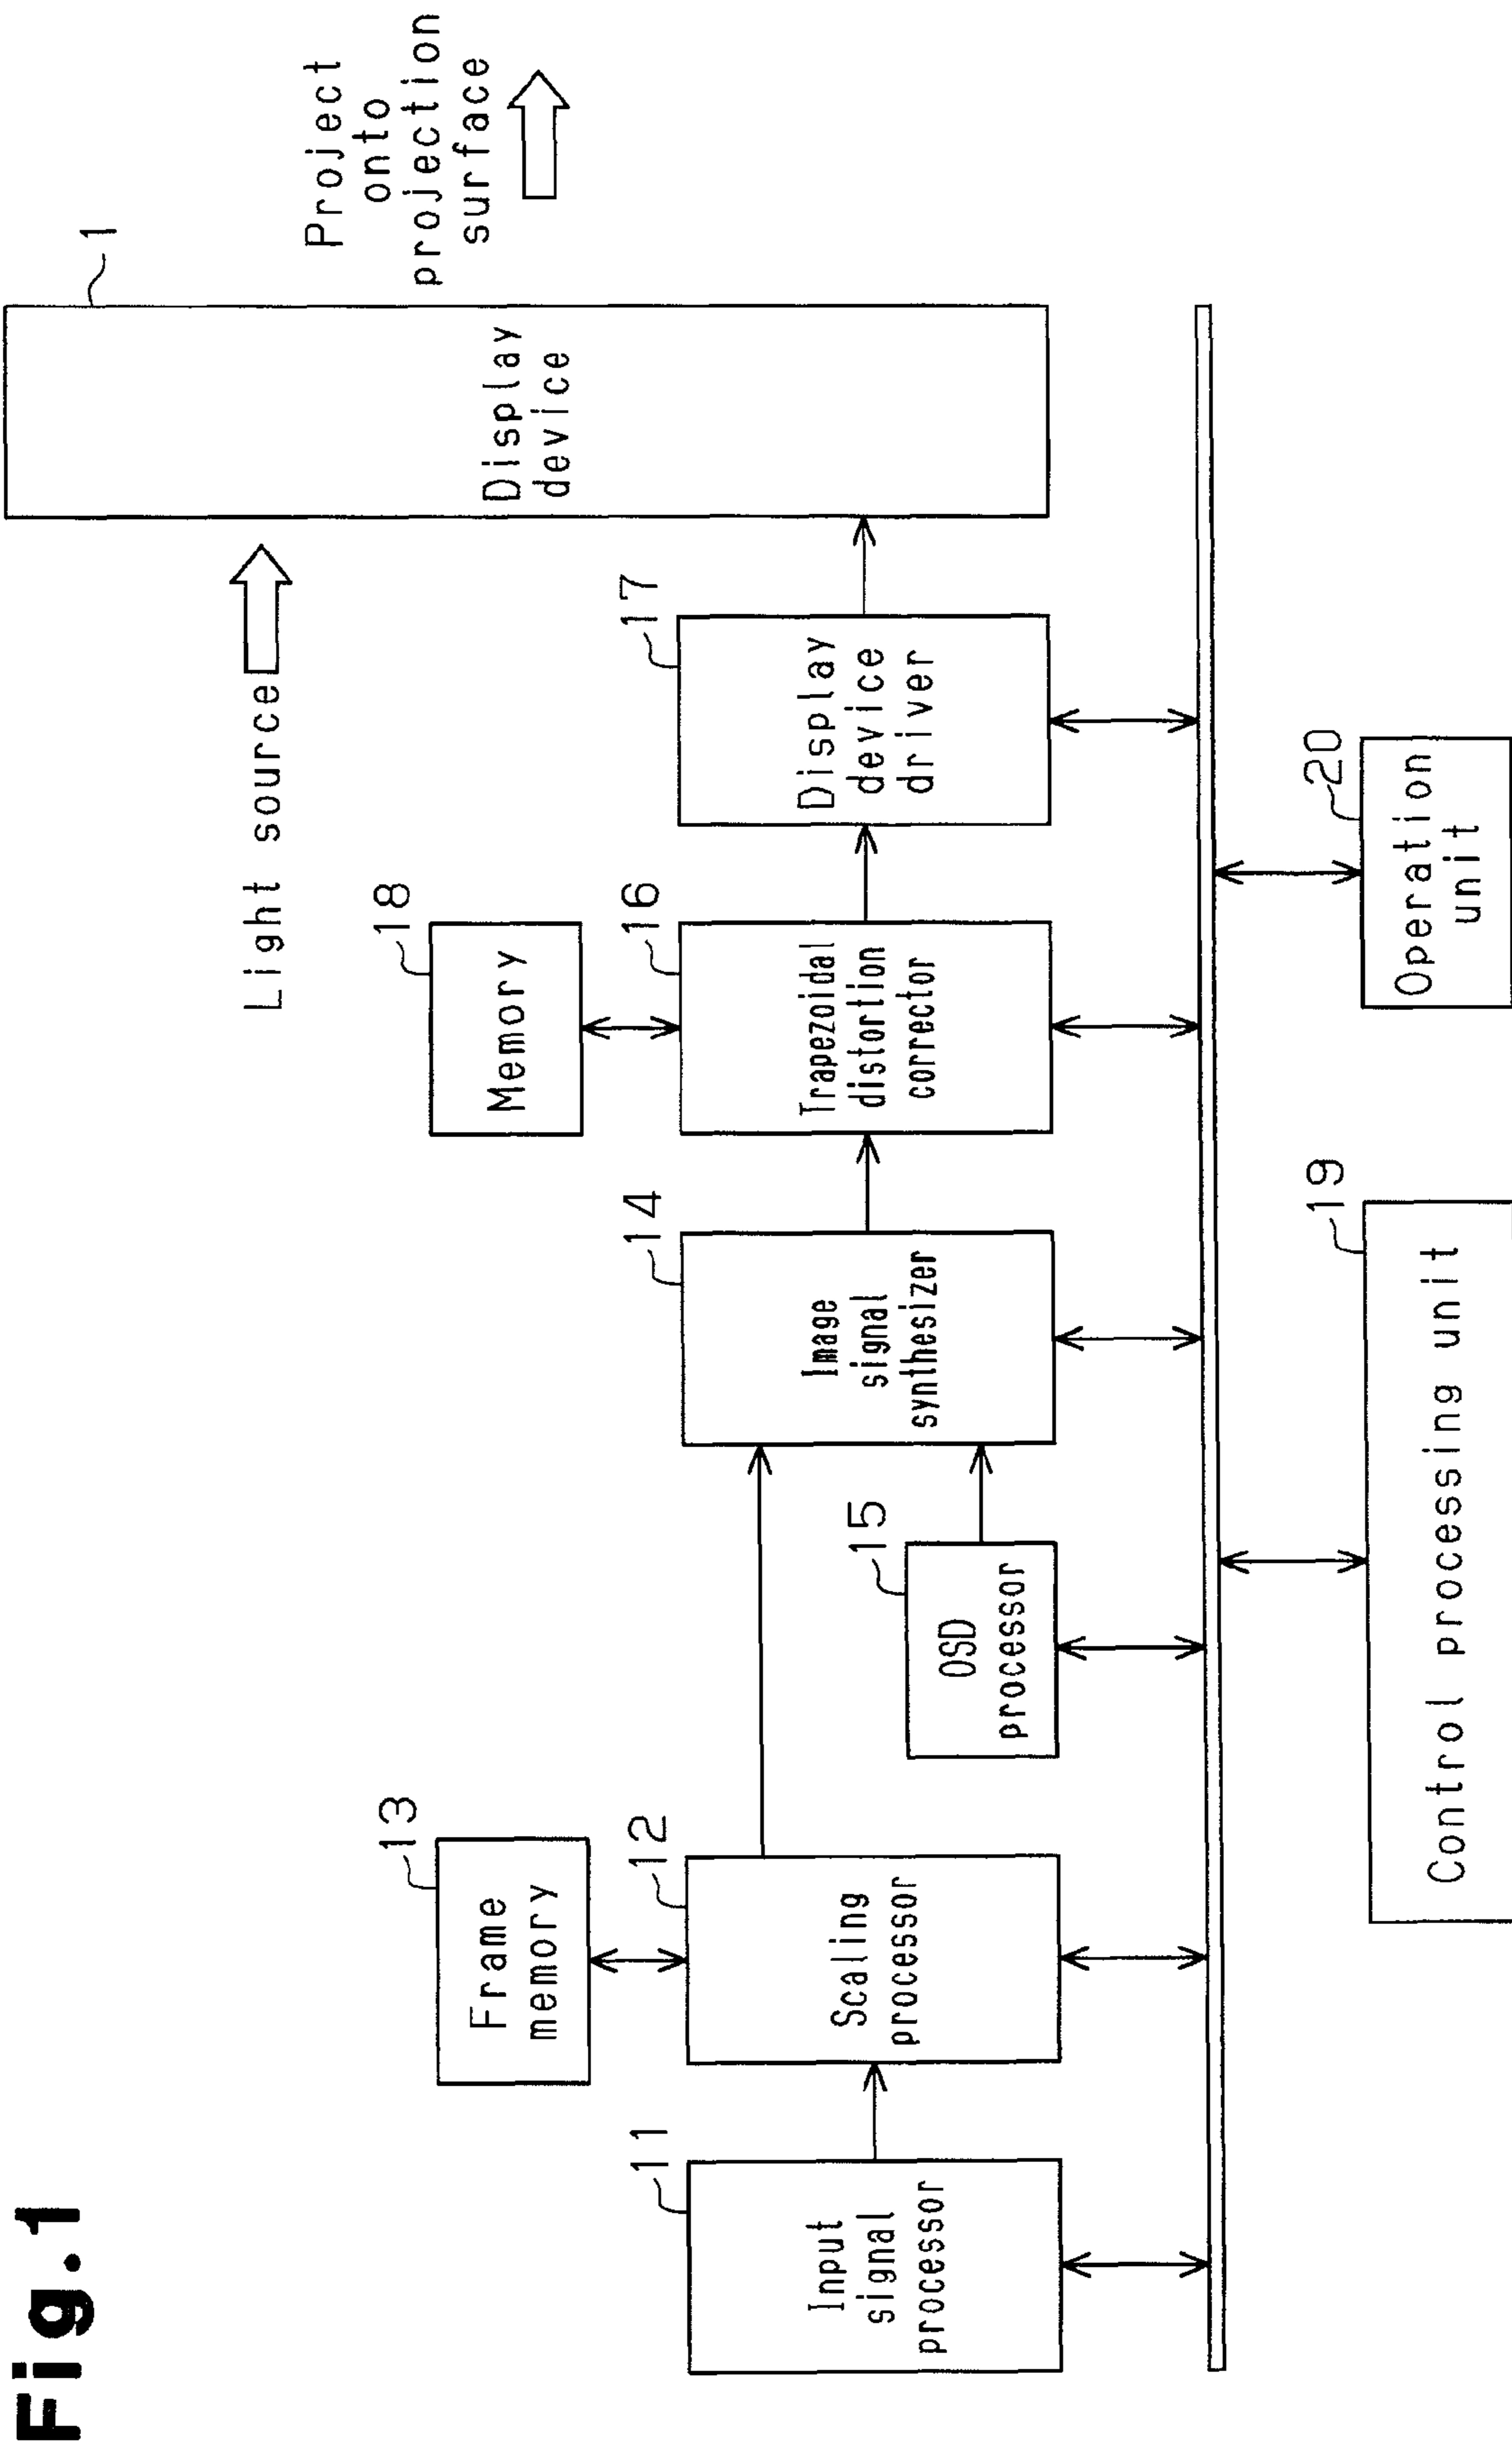 Fig.1
Light source
1
Project
onto
projection
surface
Display
device
13
Frame
memory
18
Memory
11
Input
signal
processor
12
Scaling
processor
15
OSD
processor
14
Image
signal
synthesizer
16
Trapezoidal
distortion
corrector
17
Display
device
driver
19
Control processing unit
20
Operation
unit